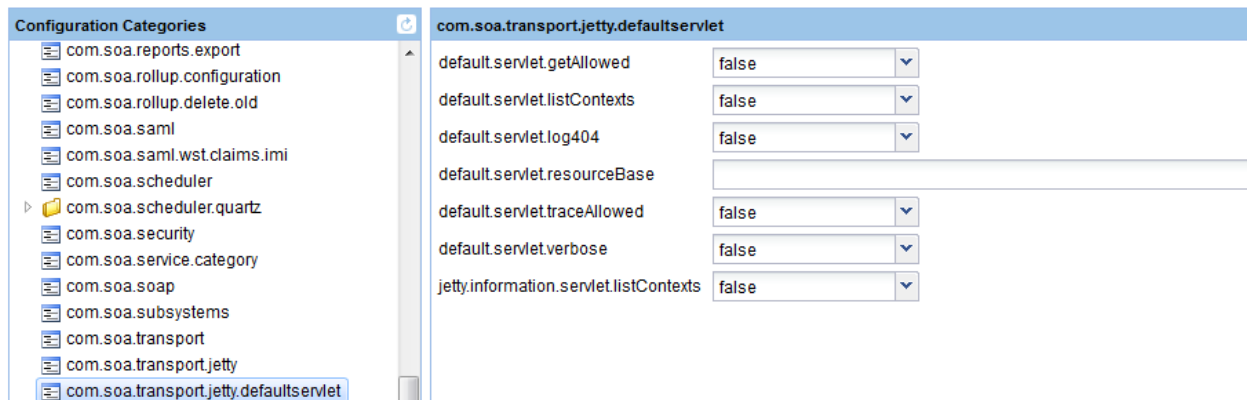 Configuration Categories
com.soa.reports.export
com.soa.rollup.configuration
com.soa.rollup.delete.old
com.soa.saml
com.soa.saml.wst.claims.imi
com.soa.scheduler
com.soa.scheduler.quartz
com.soa.security
com.soa.service.category
com.soa.soap
com.soa.subsystems
com.soa.transport
com.soa.transport.jetty
com.soa.transport.jetty.defaultservlet
com.soa.transport.jetty.defaultservlet
default.servlet.getAllowed false
default.servlet.listContexts false
default.servlet.log404 false
default.servlet.resourceBase
default.servlet.traceAllowed false
default.servlet.verbose false
jetty.information.servlet.listContexts false